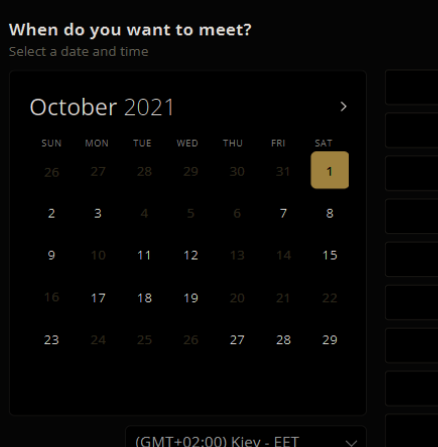 When do you want to meet?
Select a date and time
October 2021 >
SUN MON TUE WED THU FRI SAT
26 27 28 29 30 31 1
2 3 4 5 6 7 8
9 10 11 12 13 14 15
16 17 18 19 20 21 22
23 24 25 26 27 28 29
(GMT+02:00) Kiev - EET